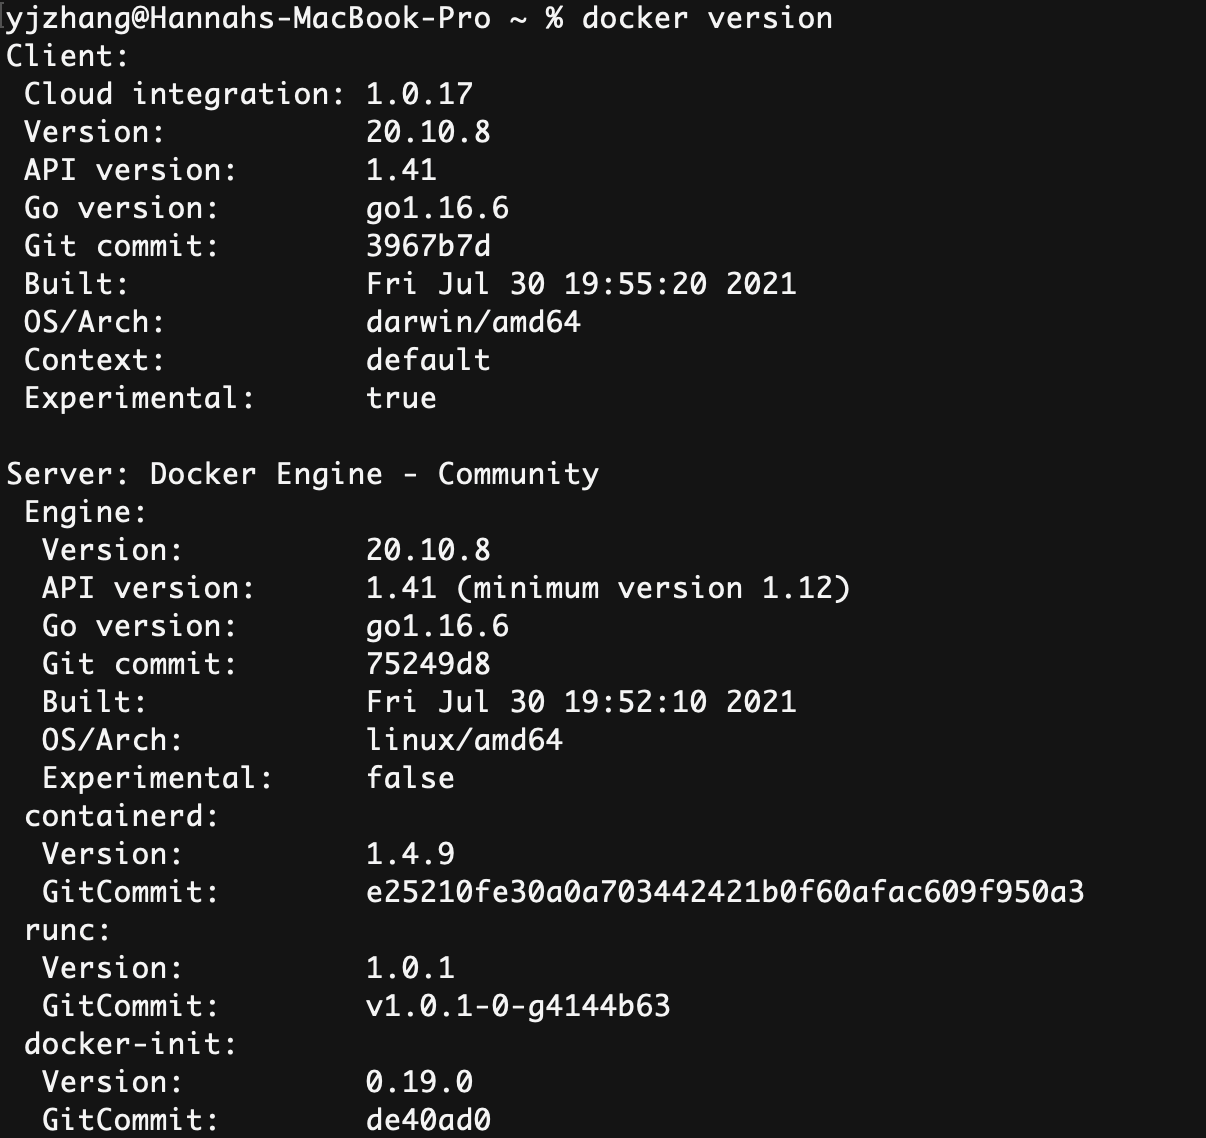 yjzhang@Hannahs-MacBook-Pro ~ % docker version
Client:
 Cloud integration: 1.0.17
 Version:           20.10.8
 API version:       1.41
 Go version:        go1.16.6
 Git commit:        3967b7d
 Built:             Fri Jul 30 19:55:20 2021
 OS/Arch:           darwin/amd64
 Context:           default
 Experimental:      true

Server: Docker Engine - Community
 Engine:
  Version:          20.10.8
  API version:      1.41 (minimum version 1.12)
  Go version:       go1.16.6
  Git commit:       75249d8
  Built:            Fri Jul 30 19:52:10 2021
  OS/Arch:          linux/amd64
  Experimental:     false
 containerd:
  Version:          1.4.9
  GitCommit:        e25210fe30a0a703442421b0f60afac609f950a3
 runc:
  Version:          1.0.1
  GitCommit:        v1.0.1-0-g4144b63
 docker-init:
  Version:          0.19.0
  GitCommit:        de40ad0